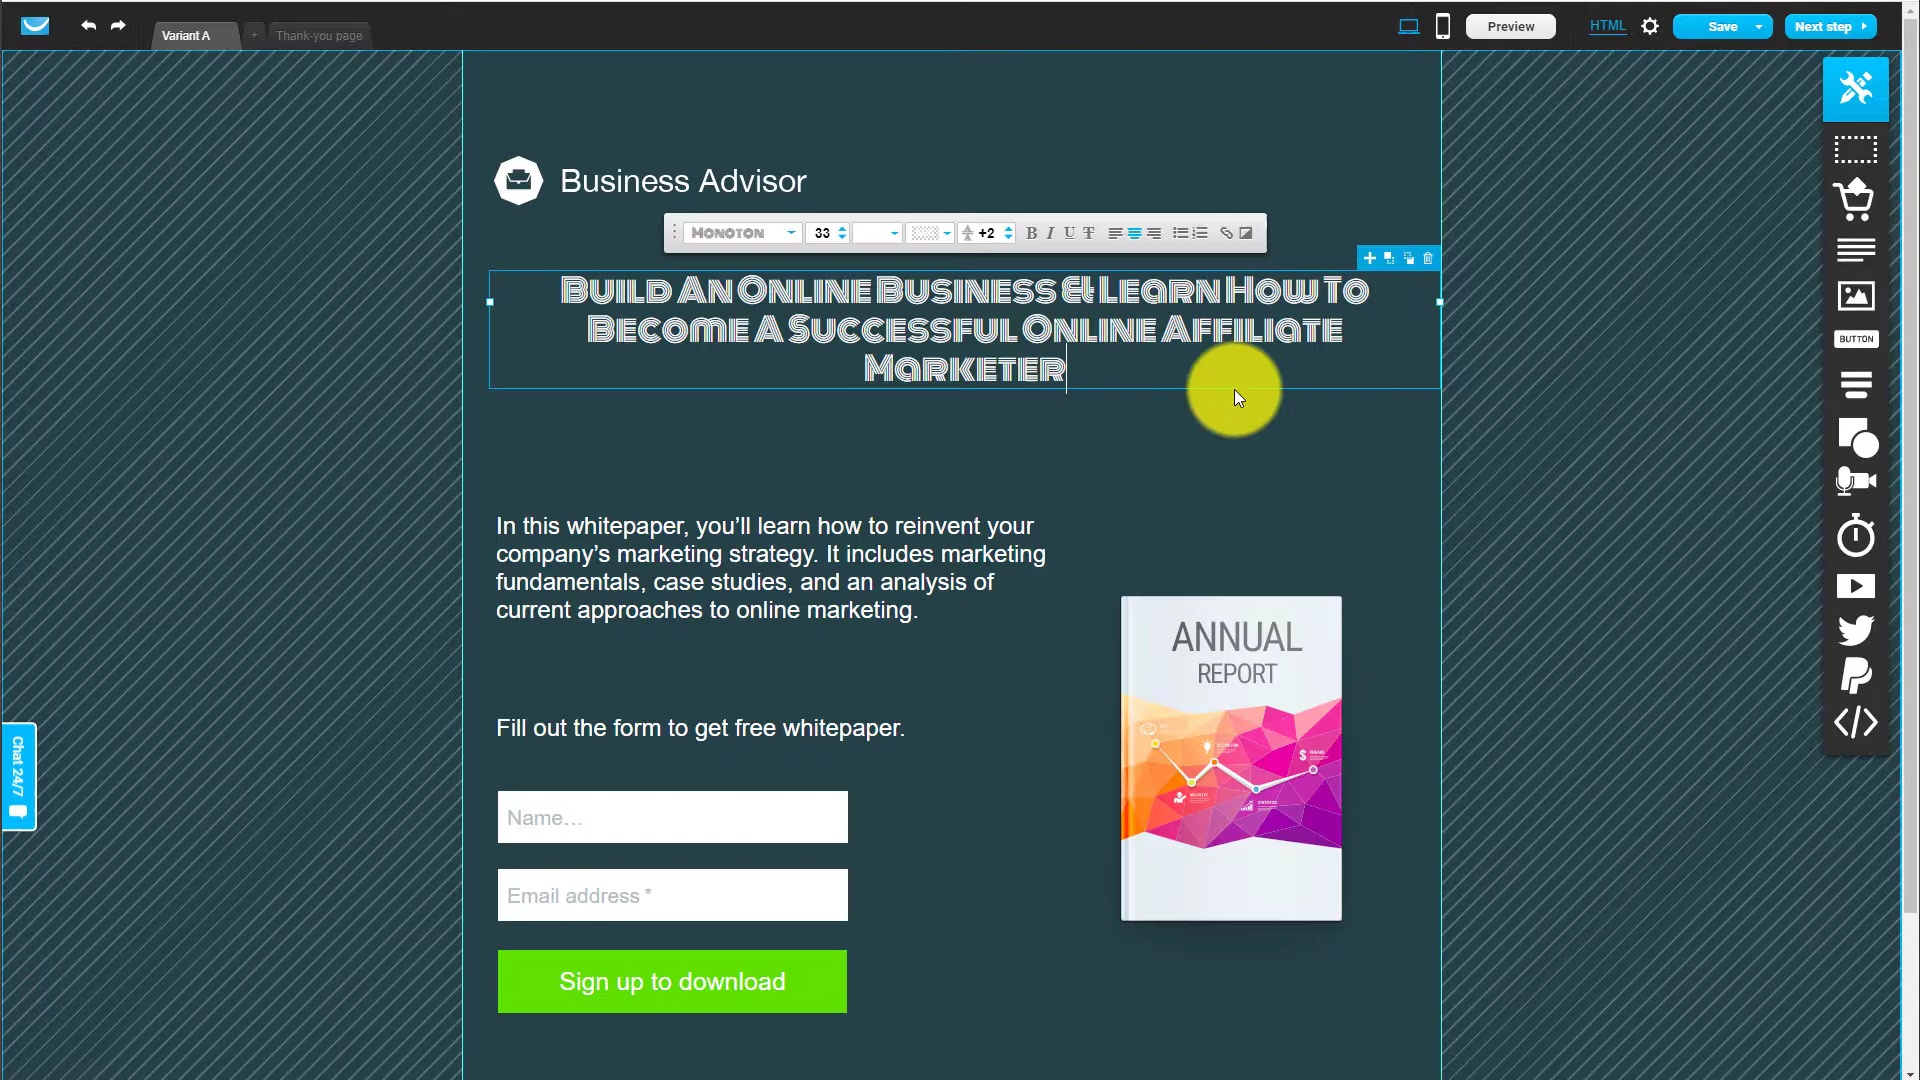 Variant A
+
Thank-you page
Preview
HTML
Save
Next step
Business Advisor
MONOTON
33
+2
B I U T
Build An Online Business & Learn How To
Become A Successful Online Affiliate
Marketer
BUTTON
In this whitepaper, you’ll learn how to reinvent your
company’s marketing strategy. It includes marketing
fundamentals, case studies, and an analysis of
current approaches to online marketing.
ANNUAL
REPORT
Fill out the form to get free whitepaper.
Chat 24/7
Name...
Email address *
Sign up to download